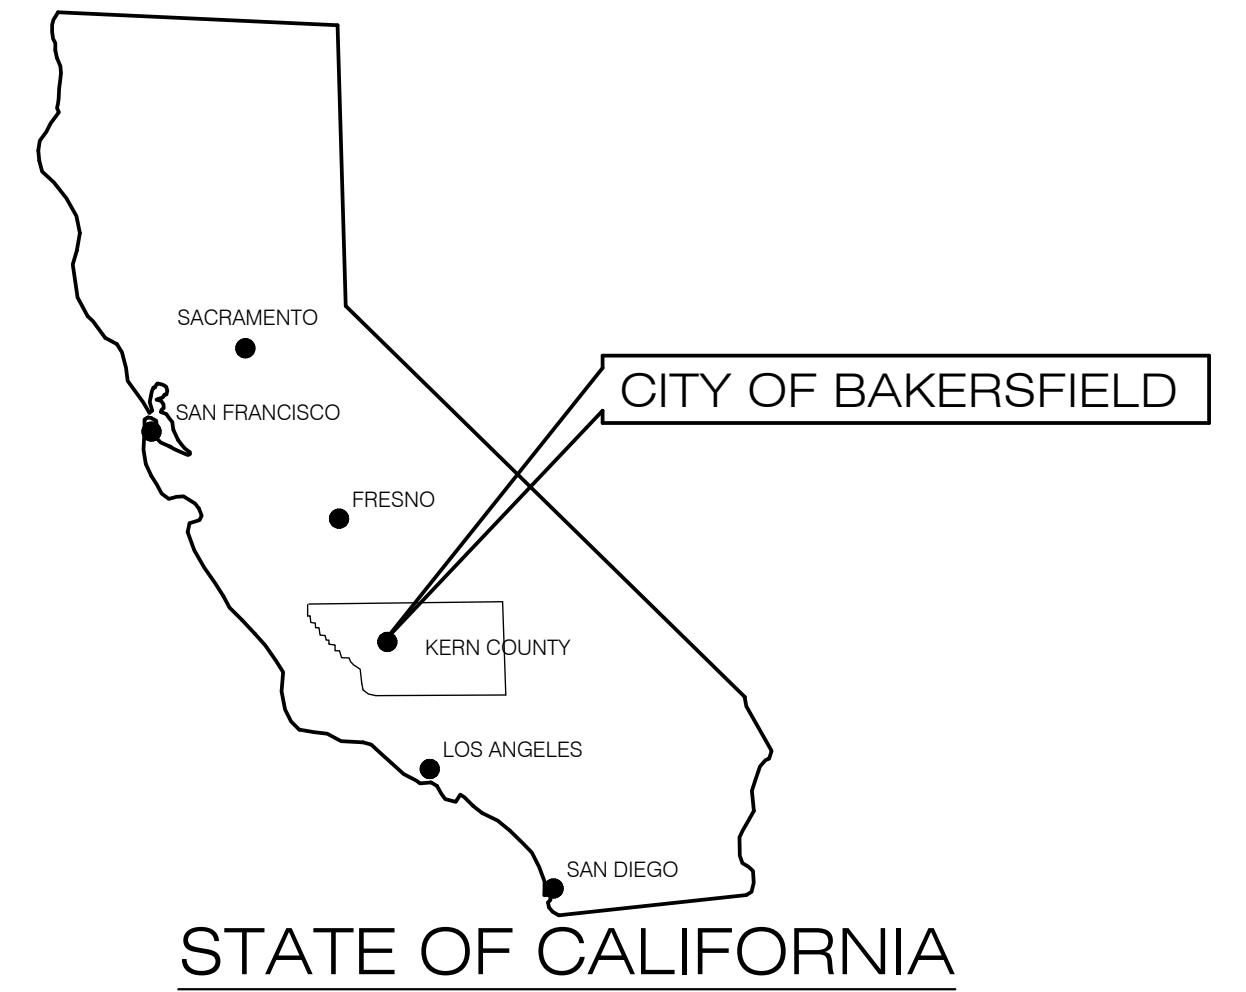 SACRAMENTO
CITY OF BAKERSFIELD
SAN FRANCISCO
FRESNO
KERN COUNTY
LOS ANGELES
SAN DIEGO
STATE OF CALIFORNIA